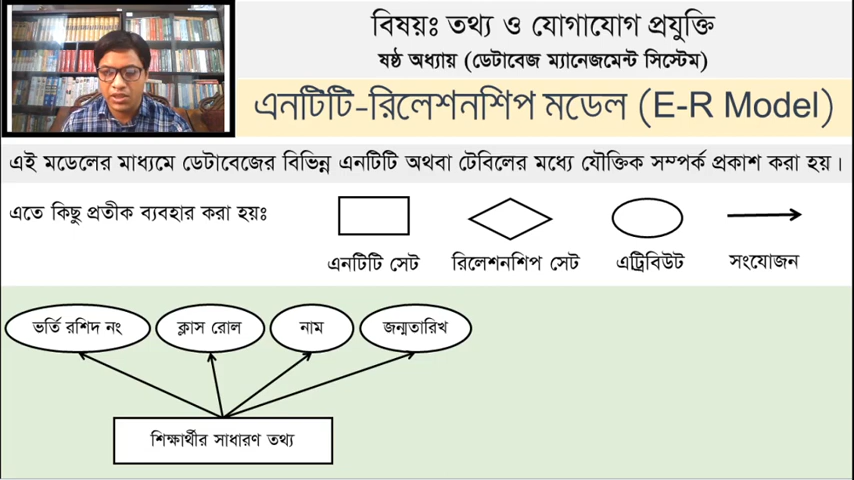 বিষয়ঃ তথ্য ও যোগাযোগ প্রযুক্তি
ষষ্ঠ অধ্যায় (ডেটাবেজ ম্যানেজমেন্ট সিস্টেম)
এনটিটি-রিলেশনশিপ মডেল (E-R Model)
এই মডেলের মাধ্যমে ডেটাবেজের বিভিন্ন এনটিটি অথবা টেবিলের মধ্যে যৌক্তিক সম্পর্ক প্রকাশ করা হয়।
এতে কিছু প্রতীক ব্যবহার করা হয়ঃ
এনটিটি সেট রিলেশনশিপ সেট এট্রিবিউট সংযোজন
ভর্তি রশিদ নং ক্লাস রোল নাম জন্মতারিখ
শিক্ষার্থীর সাধারণ তথ্য